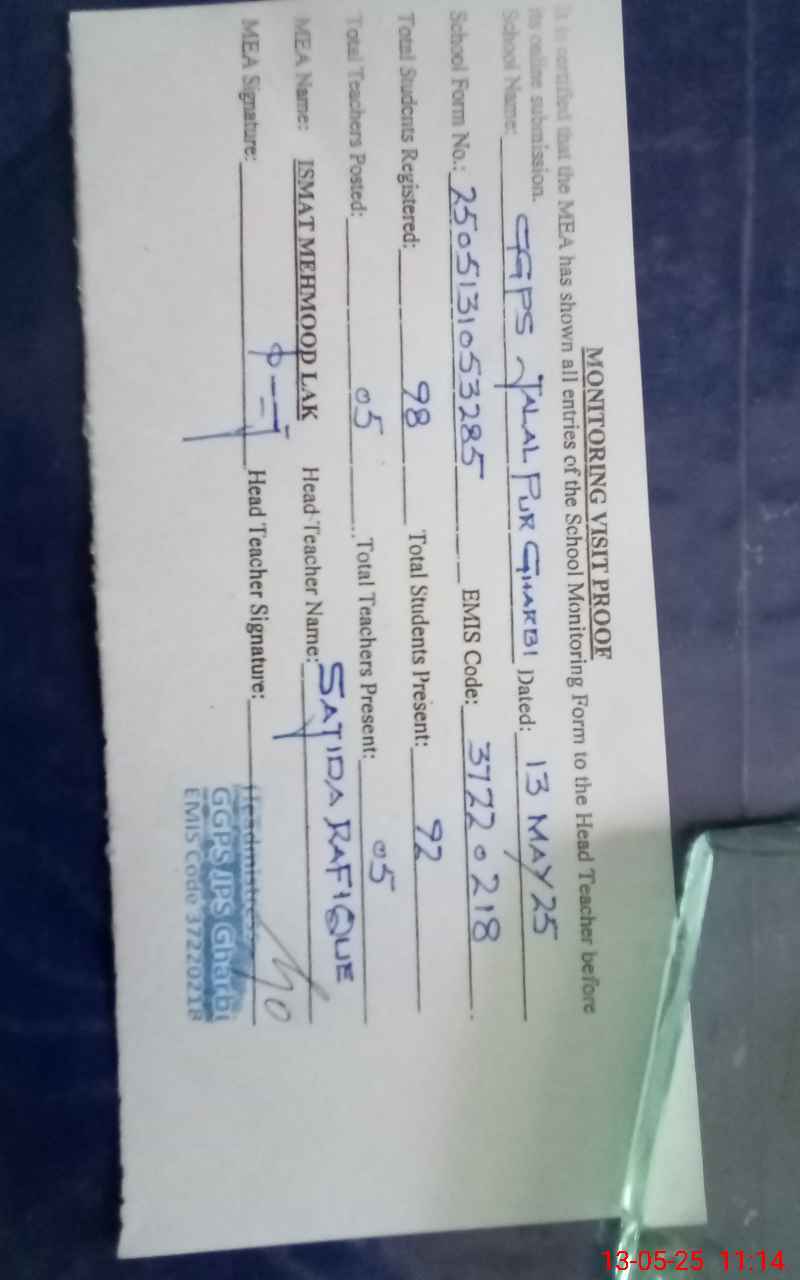 MONITORING VISIT PROOF
It is certified that the MEA has shown all entries of the School Monitoring Form to the Head Teacher before
its online submission.
School Name: GGPS JALAL PUR GHARBI Dated: 13 MAY 25
School Form No.: 2505131053285 EMIS Code: 37220218
Total Students Registered: 98 Total Students Present: 92
Total Teachers Posted: 05 Total Teachers Present: 05
MEA Name: ISMAT MEHMOOD LAK Head Teacher Name: SAJIDA RAFIQUE
MEA Signature: Head Teacher Signature:
Headmistress
GGPS JPS Gharbi
EMIS Code 37220218
13-05-25 11:14